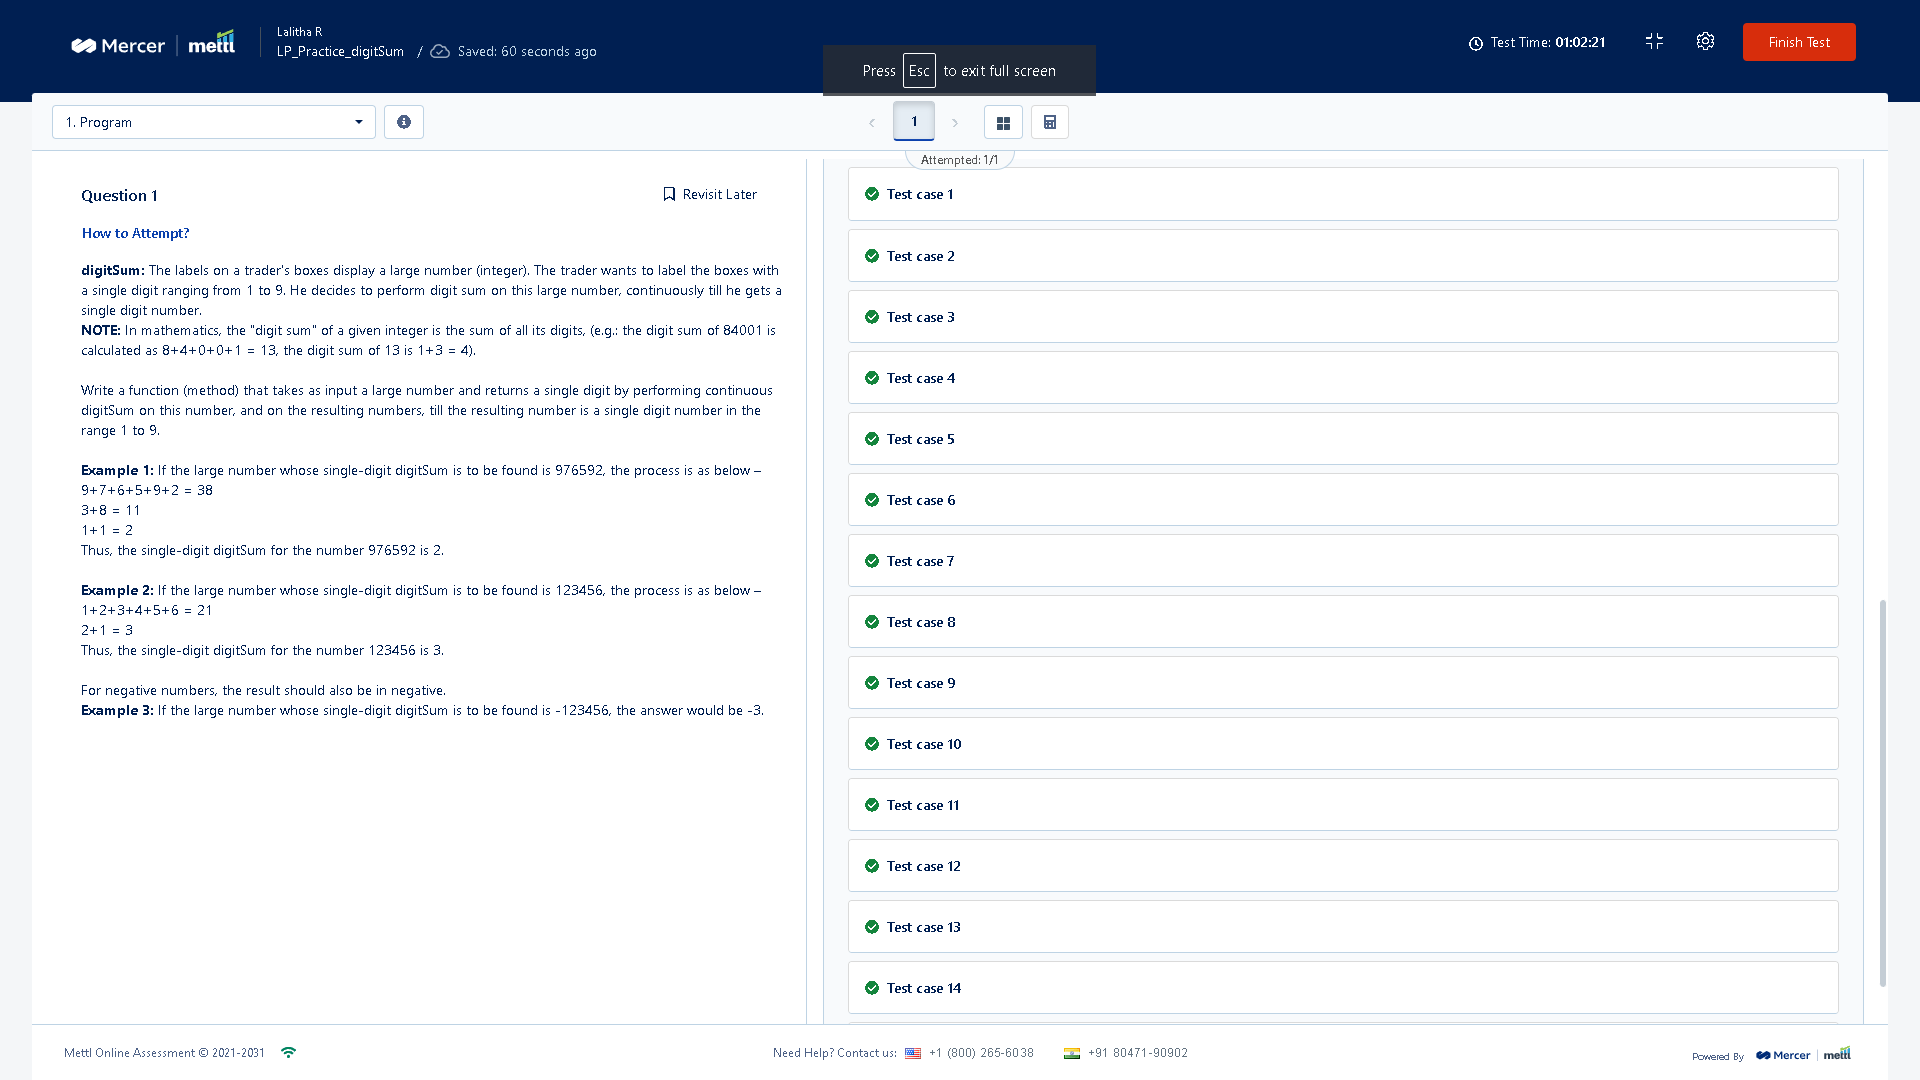 Mercer | mettl
Lalitha R
LP_Practice_digitSum / Saved: 60 seconds ago
Press Esc to exit full screen
Test Time: 01:02:21
Finish Test
1. Program
1
Attempted: 1/1
Question 1
Revisit Later
How to Attempt?
digitSum: The labels on a trader's boxes display a large number (integer). The trader wants to label the boxes with
a single digit ranging from 1 to 9. He decides to perform digit sum on this large number, continuously till he gets a
single digit number.
NOTE: In mathematics, the "digit sum" of a given integer is the sum of all its digits, (e.g.: the digit sum of 84001 is
calculated as 8+4+0+0+1 = 13, the digit sum of 13 is 1+3 = 4).
Write a function (method) that takes as input a large number and returns a single digit by performing continuous
digitSum on this number, and on the resulting numbers, till the resulting number is a single digit number in the
range 1 to 9.
Example 1: If the large number whose single-digit digitSum is to be found is 976592, the process is as below –
9+7+6+5+9+2 = 38
3+8 = 11
1+1 = 2
Thus, the single-digit digitSum for the number 976592 is 2.
Example 2: If the large number whose single-digit digitSum is to be found is 123456, the process is as below –
1+2+3+4+5+6 = 21
2+1 = 3
Thus, the single-digit digitSum for the number 123456 is 3.
For negative numbers, the result should also be in negative.
Example 3: If the large number whose single-digit digitSum is to be found is -123456, the answer would be -3.
Test case 1
Test case 2
Test case 3
Test case 4
Test case 5
Test case 6
Test case 7
Test case 8
Test case 9
Test case 10
Test case 11
Test case 12
Test case 13
Test case 14
Mettl Online Assessment © 2021-2031
Need Help? Contact us: +1 (800) 265-6038 +91 80471-90902
Powered By Mercer | mettl